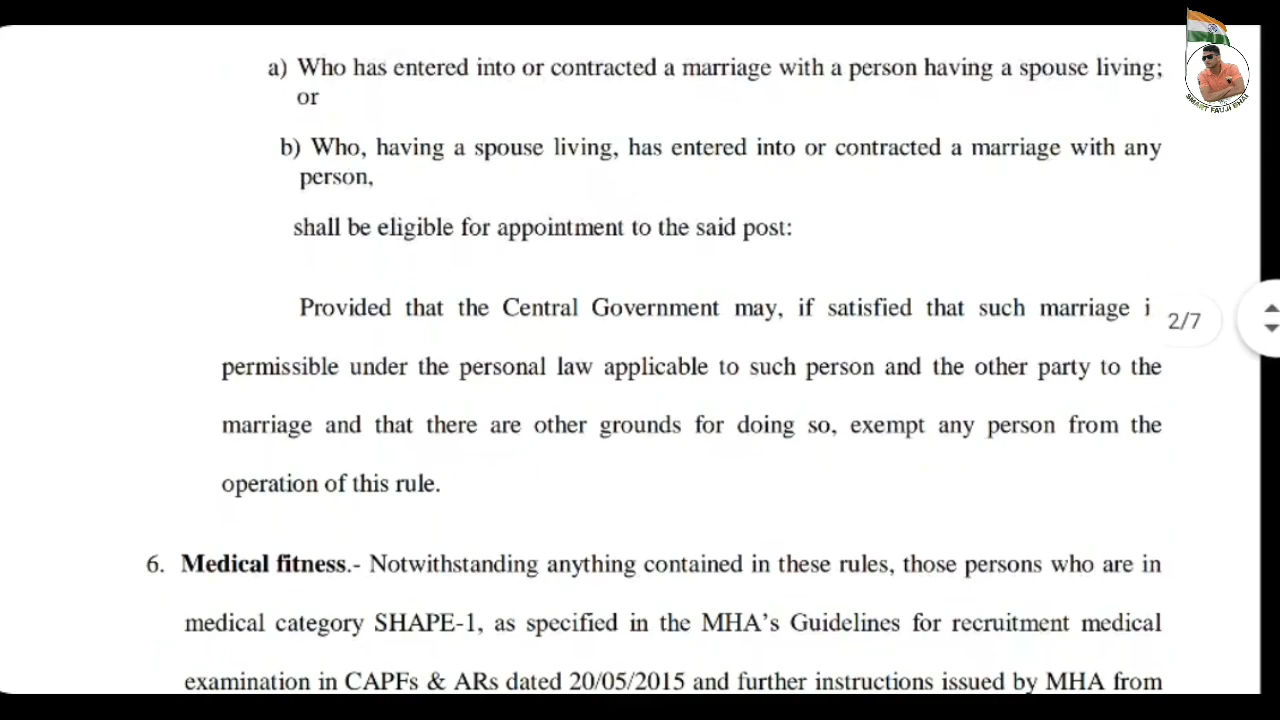 a) Who has entered into or contracted a marriage with a person having a spouse living;
or
b) Who, having a spouse living, has entered into or contracted a marriage with any
person,
shall be eligible for appointment to the said post:
Provided that the Central Government may, if satisfied that such marriage i
2/7
permissible under the personal law applicable to such person and the other party to the
marriage and that there are other grounds for doing so, exempt any person from the
operation of this rule.
6. Medical fitness.- Notwithstanding anything contained in these rules, those persons who are in
medical category SHAPE-1, as specified in the MHA's Guidelines for recruitment medical
examination in CAPFs & ARs dated 20/05/2015 and further instructions issued by MHA from
SMART FAUJI BHAI